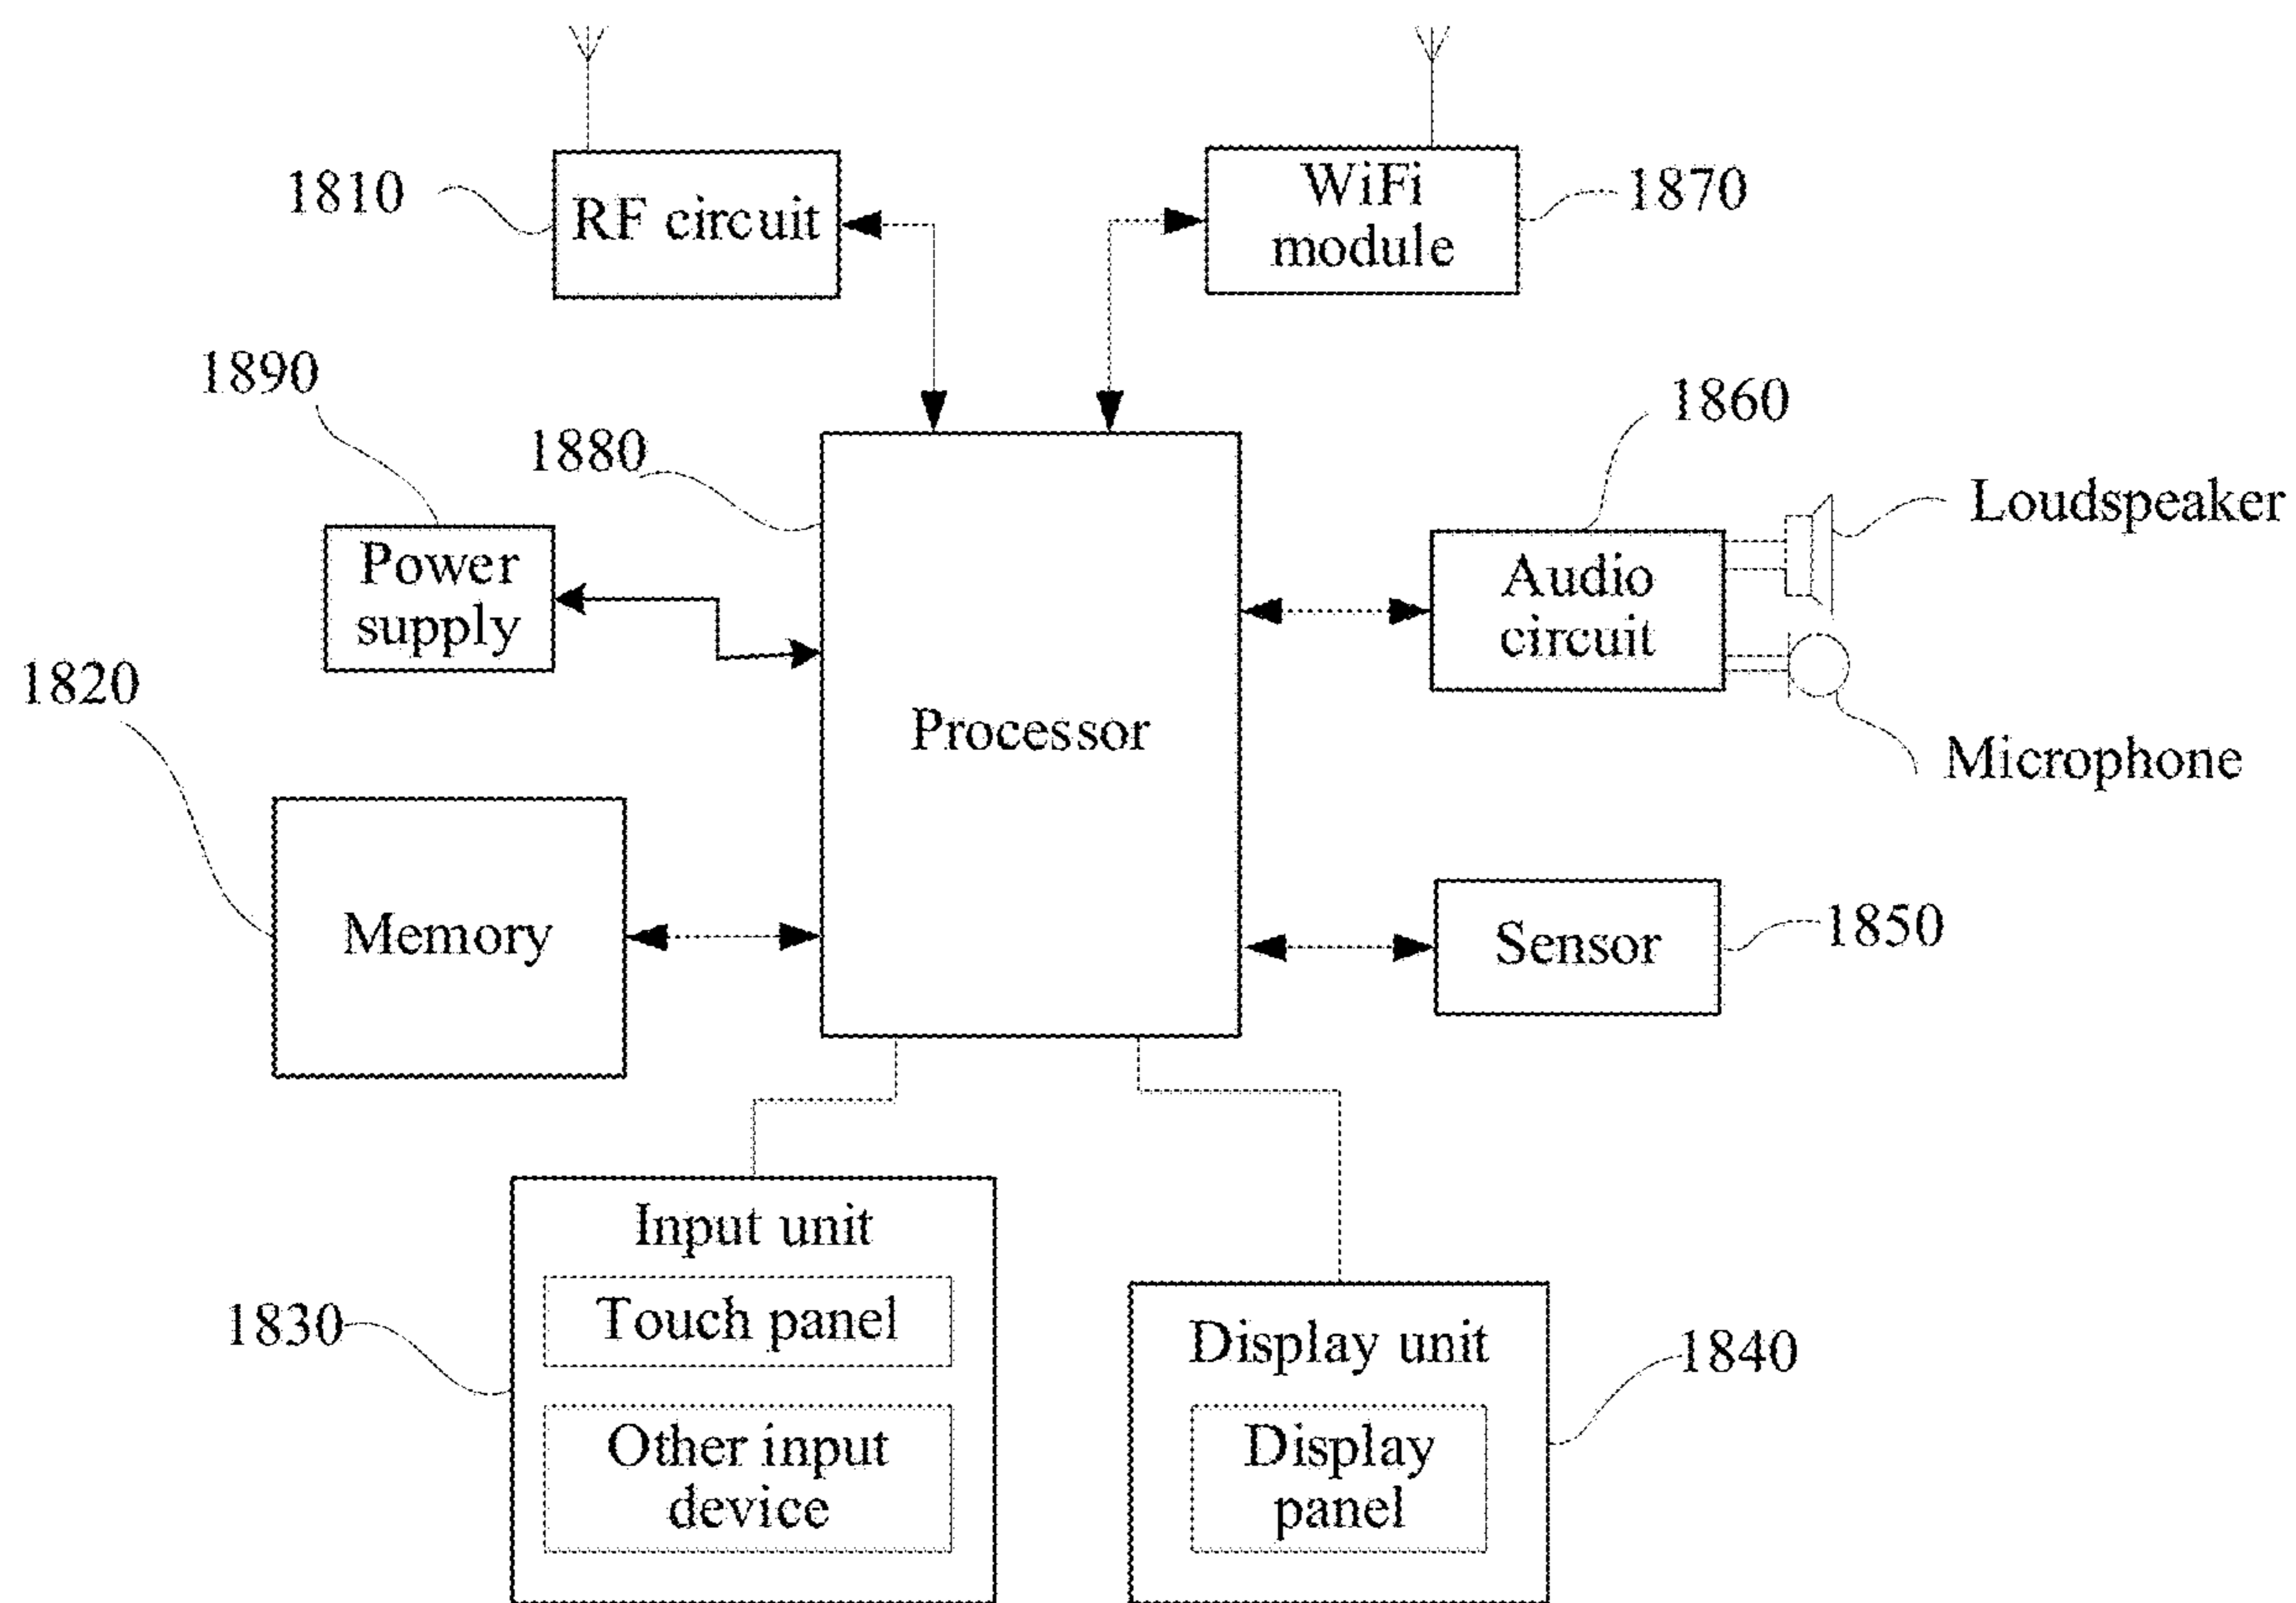 1810
RF circuit
WiFi
module
1870
1890
1880
1860
Power
supply
Loudspeaker
Audio
circuit
1820
Processor
Microphone
Memory
Sensor
1850
Input unit
Touch panel
1830
Other input
device
Display unit
1840
Display
panel